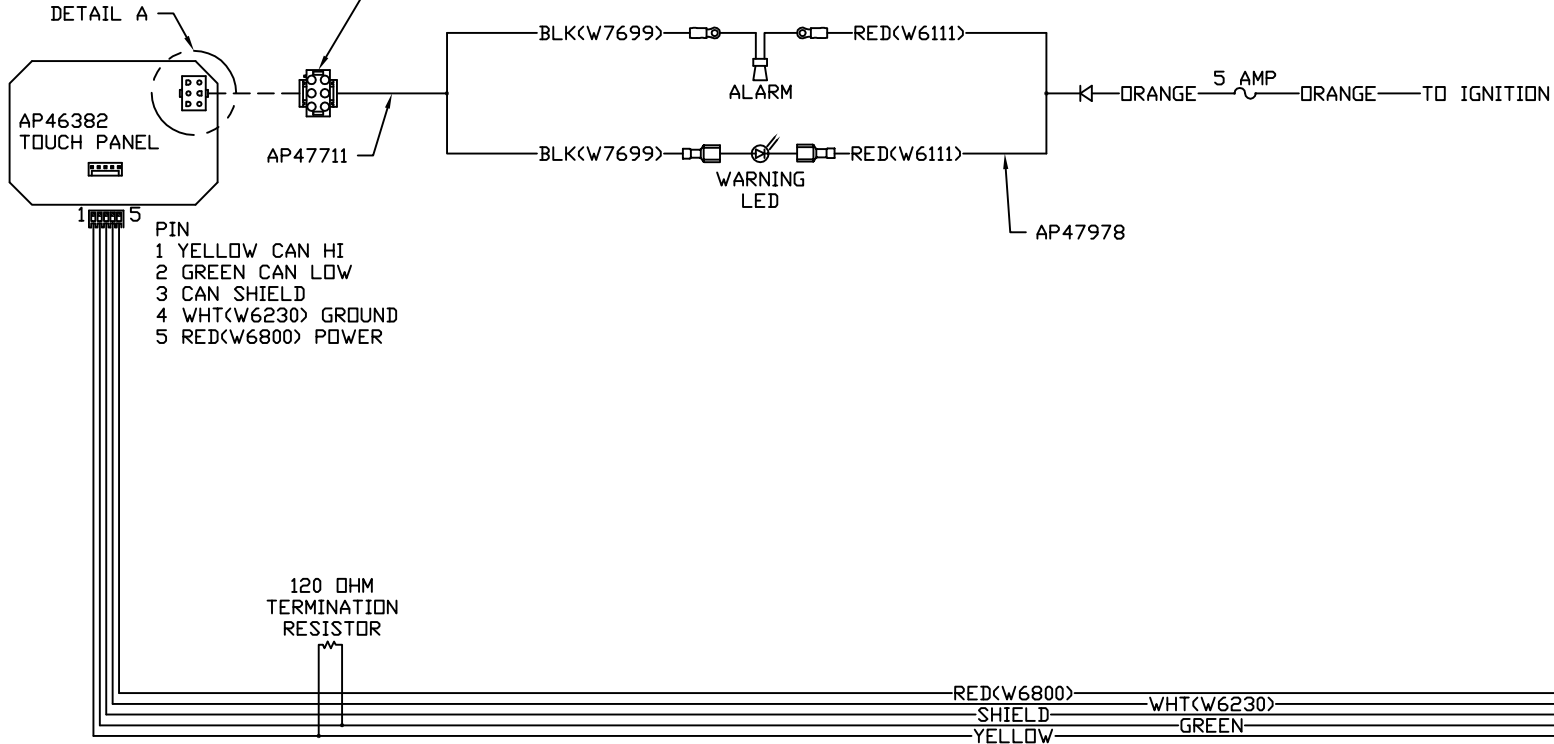 DETAIL A
BLK(W7699)
RED(W6111)
ALARM
5 AMP
ORANGE
ORANGE
TO IGNITION
AP46382
TOUCH PANEL
AP47711
BLK(W7699)
RED(W6111)
WARNING
LED
AP47978
1
5
PIN
1 YELLOW CAN HI
2 GREEN CAN LOW
3 CAN SHIELD
4 WHT(W6230) GROUND
5 RED(W6800) POWER
120 OHM
TERMINATION
RESISTOR
RED(W6800)
WHT(W6230)
SHIELD
GREEN
YELLOW